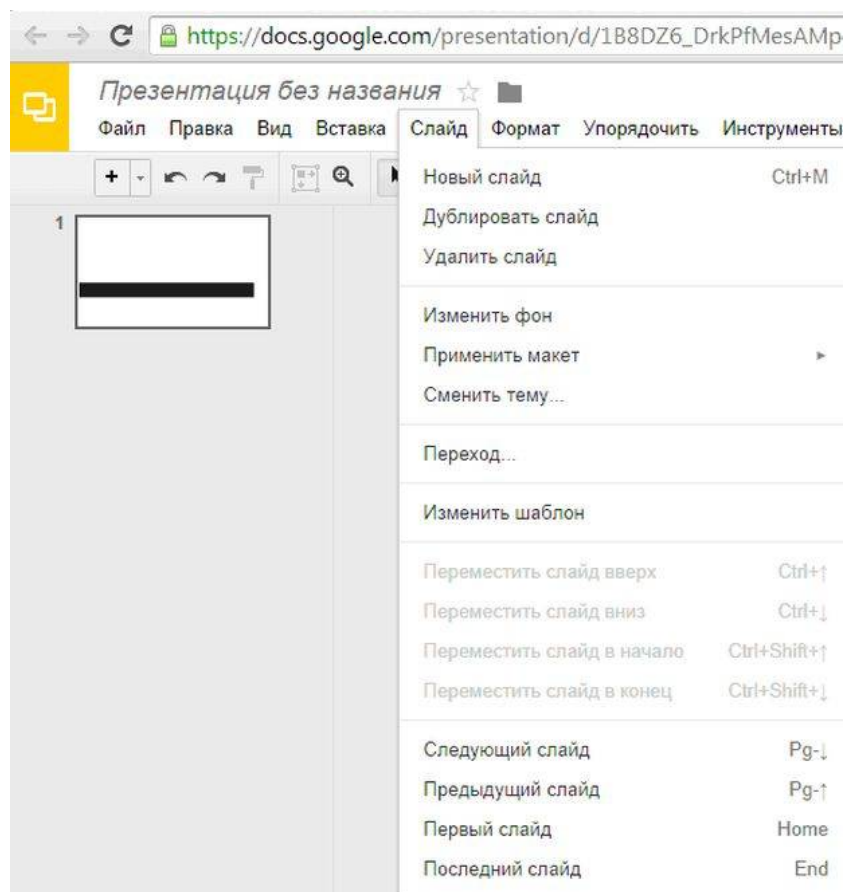 https://docs.google.com/presentation/d/1B8DZ6_DrkPfMesAMp
Презентация без названия
Файл Правка Вид Вставка Слайд Формат Упорядочить Инструменты
Новый слайд Ctrl+M
1
Дублировать слайд
Удалить слайд
Изменить фон
Применить макет
Сменить тему...
Переход...
Изменить шаблон
Переместить слайд вверх Ctrl+↑
Переместить слайд вниз Ctrl+↓
Переместить слайд в начало Ctrl+Shift+↑
Переместить слайд в конец Ctrl+Shift+↓
Следующий слайд Pg-↓
Предыдущий слайд Pg-↑
Первый слайд Home
Последний слайд End